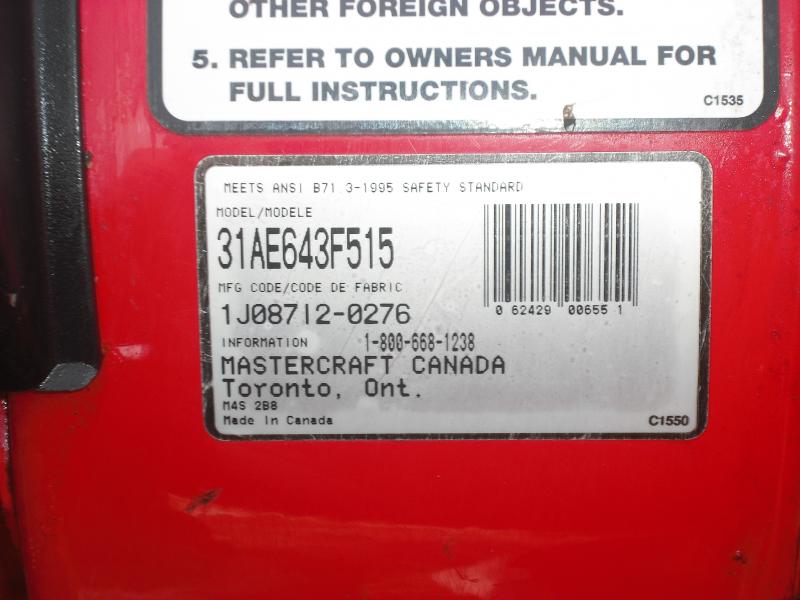 OTHER FOREIGN OBJECTS.
5. REFER TO OWNERS MANUAL FOR
FULL INSTRUCTIONS.
C1535
MEETS ANSI B71.3-1995 SAFETY STANDARD
MODEL/MODELE
31AE643F515
MFG CODE/CODE DE FABRIC
1J087I2-0276
0 62429 00655 1
INFORMATION 1-800-668-1238
MASTERCRAFT CANADA
Toronto, Ont.
M4S 2B8
Made In Canada
C1550